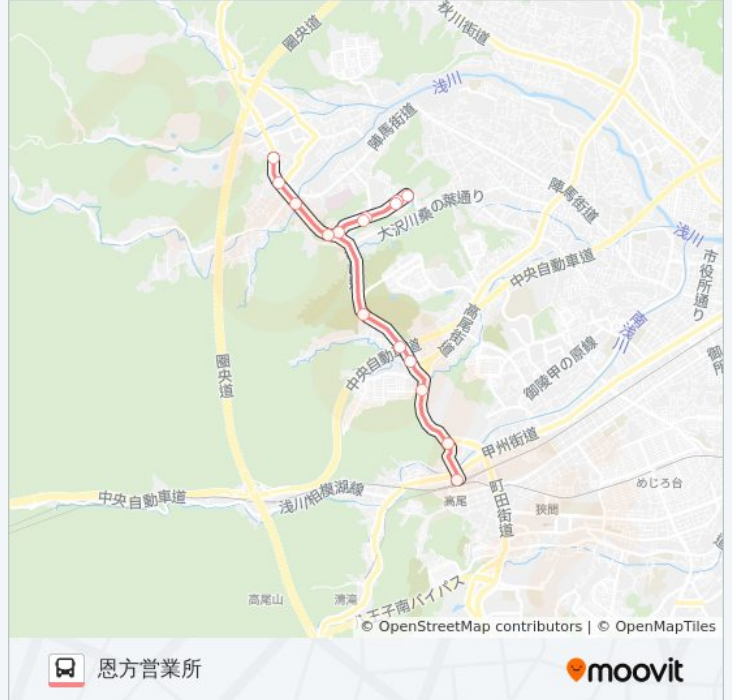 秋川街道
圏央道
浅川
陣馬街道
陣馬街道
大沢川桑の葉通り
浅川
市役所通り
中央自動車道
高尾街道
南浅川
中央自動車道
御陵甲の原線
圏央道
甲州街道
めじろ台
中央自動車道
浅川相模湖線
高尾
町田街道
狭間
高尾山
清滝
王子南バイパス
© OpenStreetMap contributors | © OpenMapTiles
恩方営業所
moovit